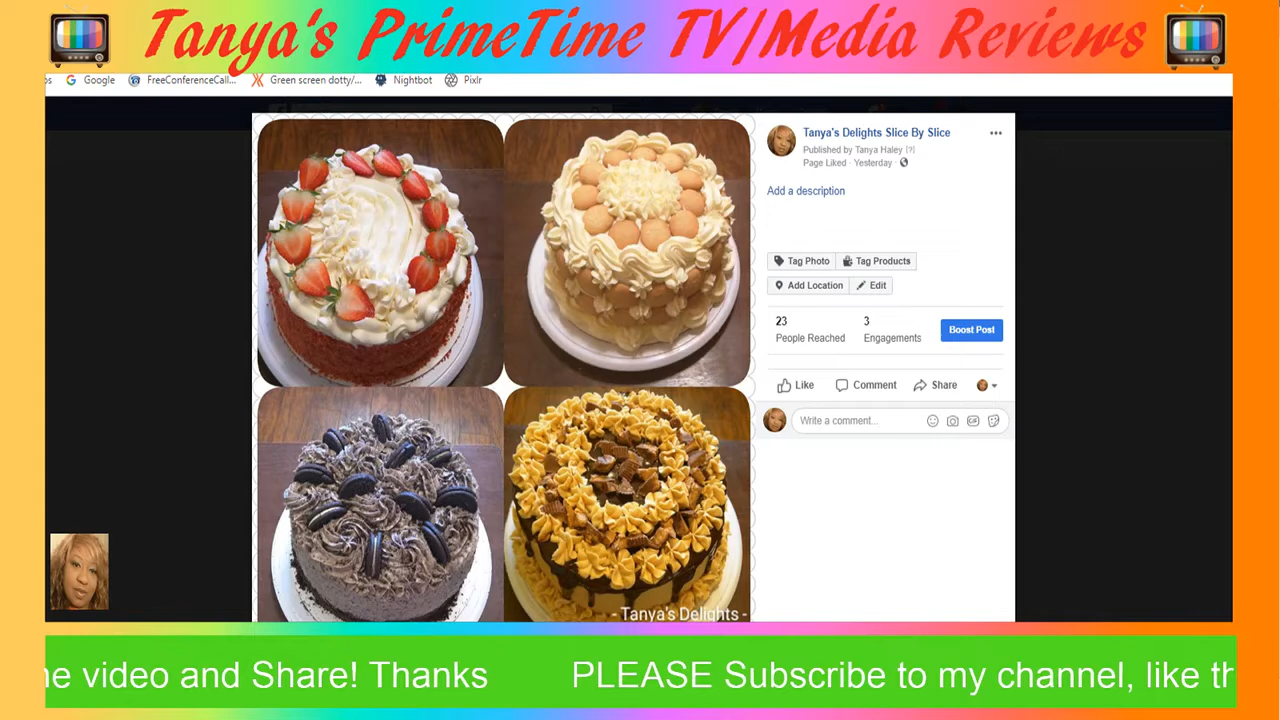 Tanya's PrimeTime TV/Media Reviews
Google FreeConferenceCall... Green screen dotty/... Nightbot Pixlr
Tanya's Delights Slice By Slice
Published by Tanya Haley [?]
Page Liked · Yesterday ·
Add a description
Tag Photo Tag Products
Add Location Edit
23 3 Boost Post
People Reached Engagements
Like Comment Share
Write a comment...
- Tanya's Delights -
he video and Share! Thanks PLEASE Subscribe to my channel, like th